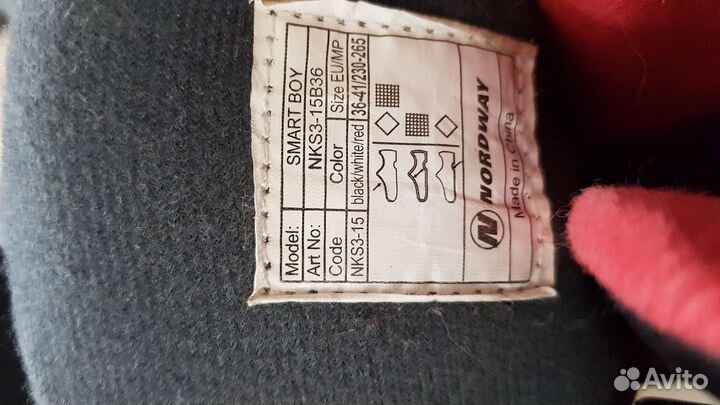 Model: SMART BOY
Art No: NKS3-15B36
Code Color Size EU/MP
NKS3-15 black/white/red 36-41/230-265
N NORDWAY
Made in China
Avito